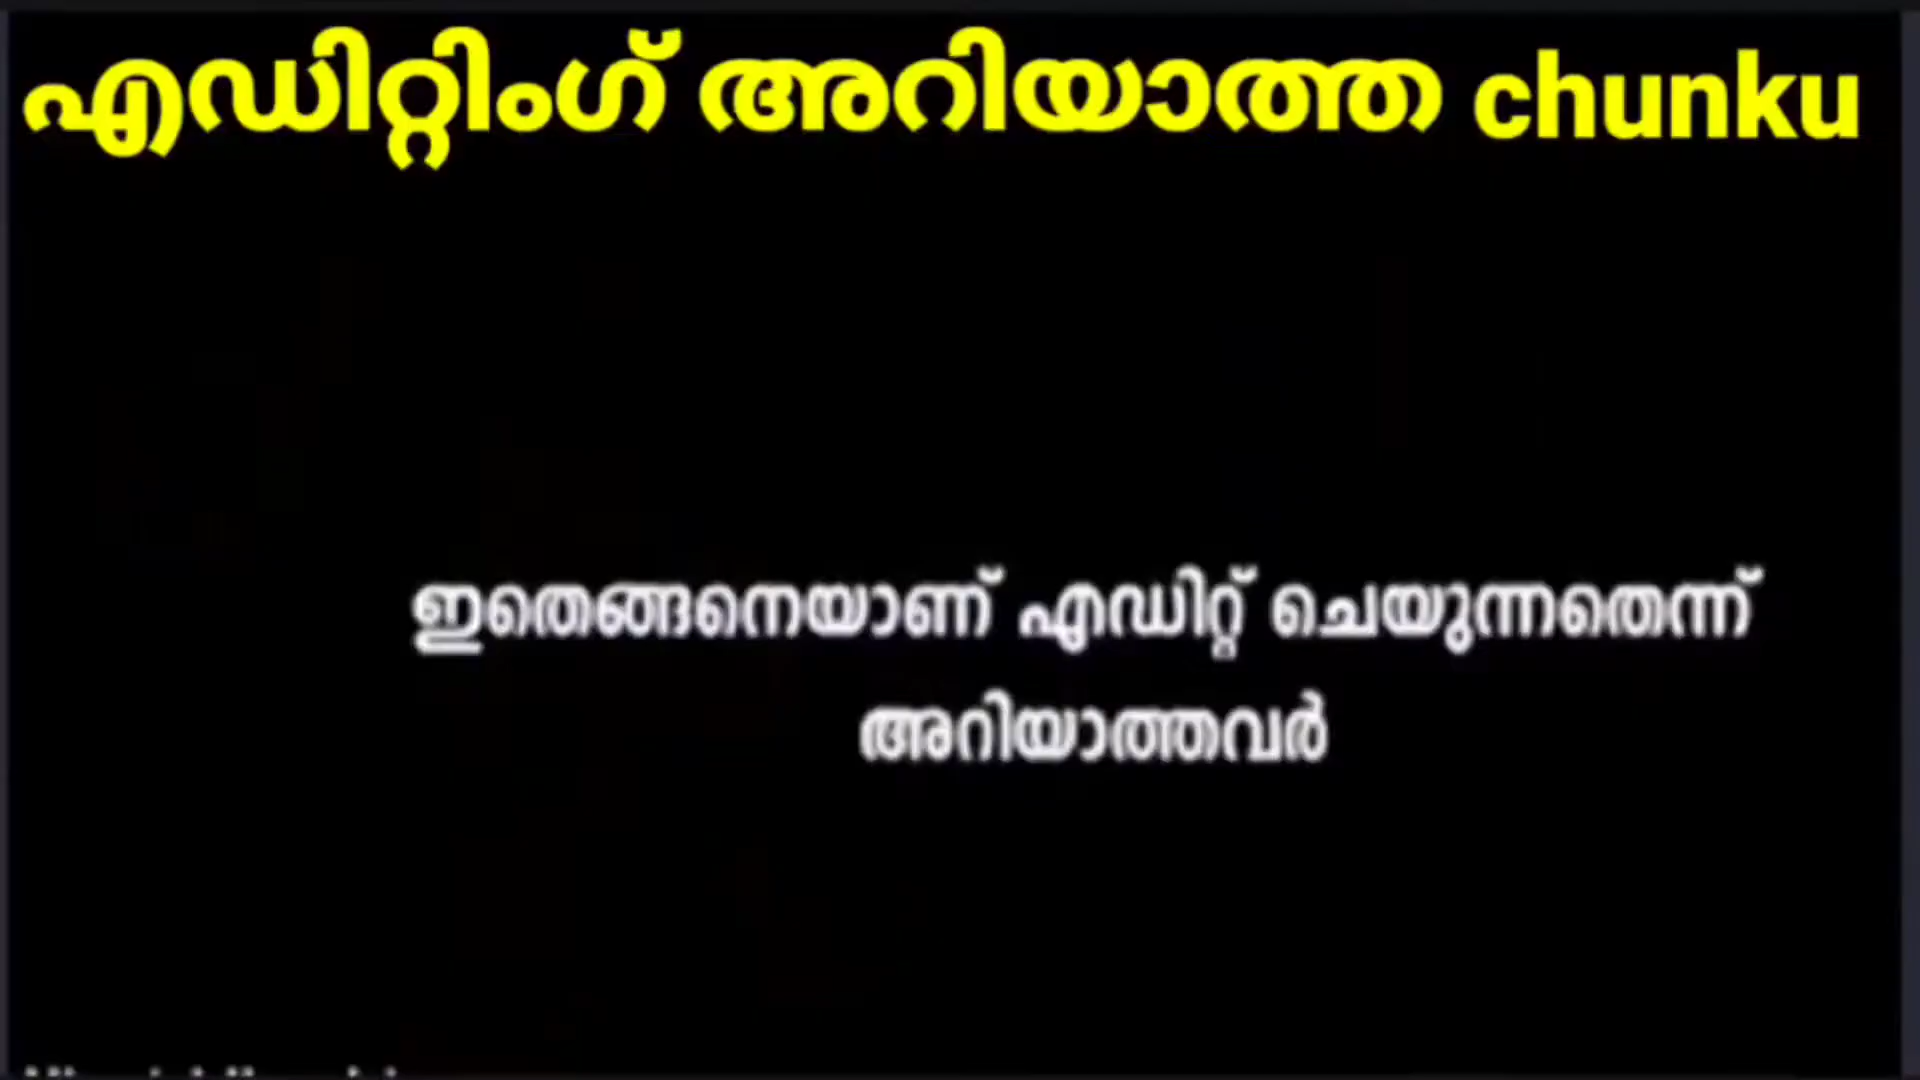 എഡിറ്റിംഗ് അറിയാത്ത chunku
ഇതെങ്ങനെയാണ് എഡിറ്റ് ചെയുന്നതെന്ന്
അറിയാത്തവർ